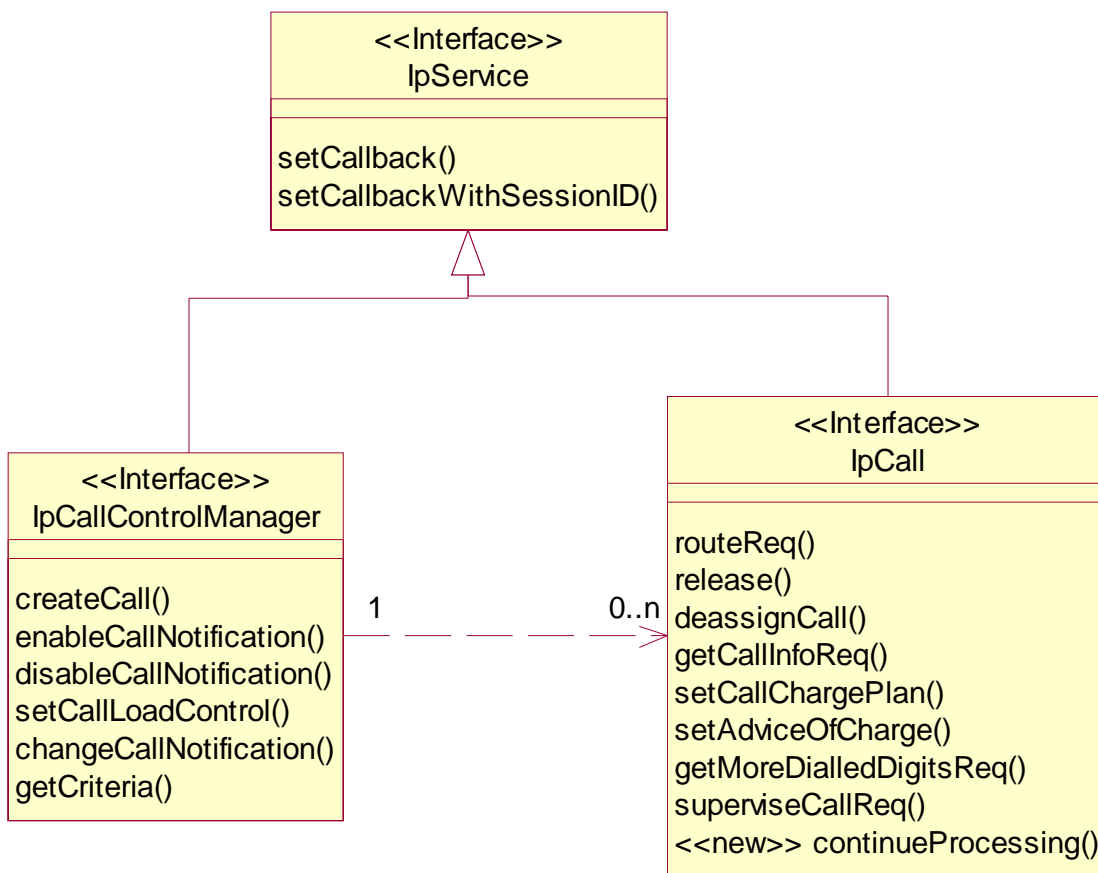 <<Interface>>
IpService
setCallback()
setCallbackWithSessionID()
<<Interface>>
IpCallControlManager
createCall()
enableCallNotification()
disableCallNotification()
setCallLoadControl()
changeCallNotification()
getCriteria()
1
0..n
<<Interface>>
IpCall
routeReq()
release()
deassignCall()
getCallInfoReq()
setCallChargePlan()
setAdviceOfCharge()
getMoreDialledDigitsReq()
superviseCallReq()
<<new>> continueProcessing()